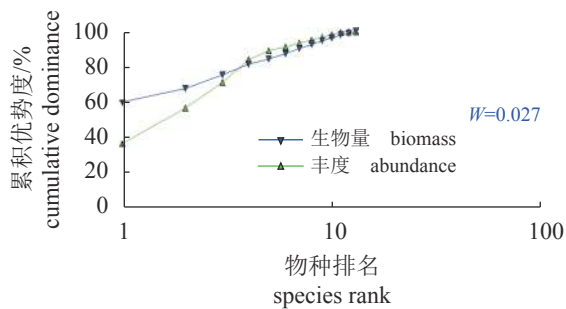 累积优势度/%
cumulative dominance
100
80
60
40
20
0
W=0.027
生物量 biomass
丰度 abundance
1
10
100
物种排名
species rank